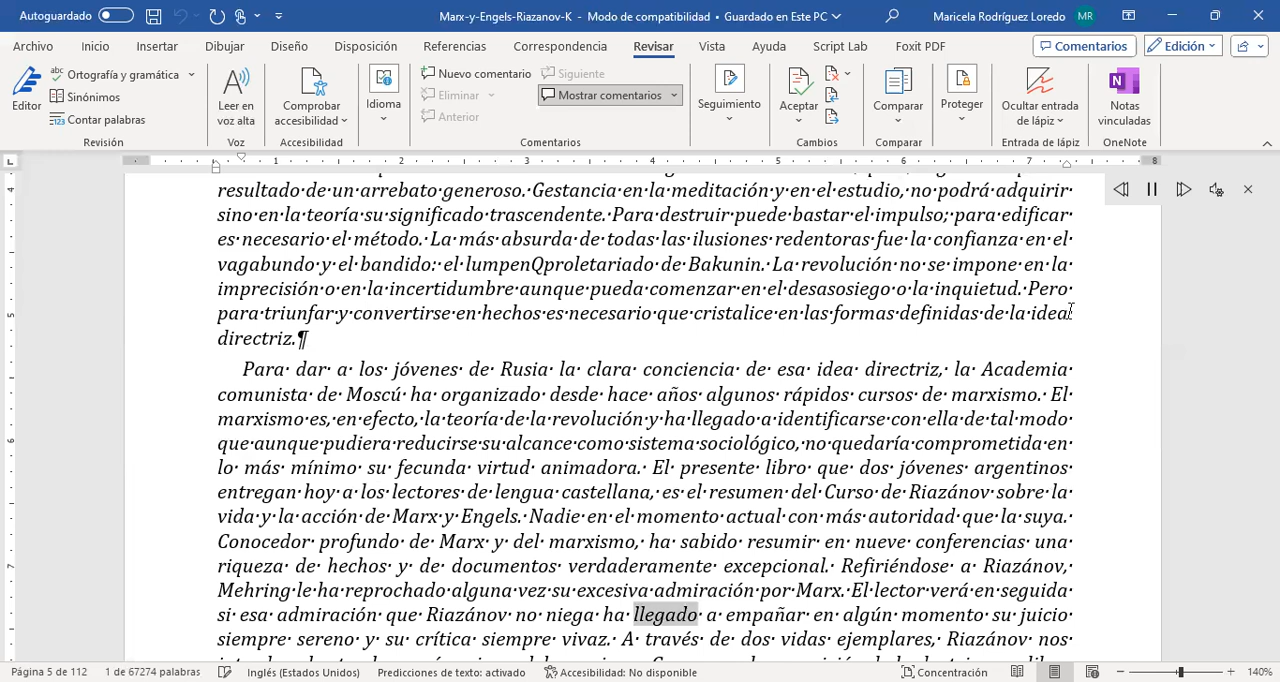 Autoguardado
Marx-y-Engels-Riazanov-K - Modo de compatibilidad • Guardado en Este PC
Maricela Rodríguez Loredo MR
Archivo Inicio Insertar Dibujar Diseño Disposición Referencias Correspondencia Revisar Vista Ayuda Script Lab Foxit PDF Comentarios Edición
Editor
abc Ortografía y gramática
Sinónimos
123 Contar palabras
Revisión
A Leer en voz alta
Voz
Comprobar accesibilidad
Accesibilidad
Idioma
Nuevo comentario
Eliminar
Anterior
Siguiente
Mostrar comentarios
Comentarios
Seguimiento
Aceptar
Cambios
Comparar
Comparar
Proteger
Ocultar entrada de lápiz
Entrada de lápiz
N Notas vinculadas
OneNote
L 1 2 3 4 5 6 7 8
4
5
6
7
resultado de un arrebato generoso. Gestancia en la meditación y en el estudio, no podrá adquirir
sino en la teoría su significado trascendente. Para destruir puede bastar el impulso; para edificar
es necesario el método. La más absurda de todas las ilusiones redentoras fue la confianza en el
vagabundo y el bandido: el lumpenQproletariado de Bakunin. La revolución no se impone en la
imprecisión o en la incertidumbre aunque pueda comenzar en el desasosiego o la inquietud. Pero
para triunfar y convertirse en hechos es necesario que cristalice en las formas definidas de la idea
directriz.¶
Para dar a los jóvenes de Rusia la clara conciencia de esa idea directriz, la Academia
comunista de Moscú ha organizado desde hace años algunos rápidos cursos de marxismo. El
marxismo es, en efecto, la teoría de la revolución y ha llegado a identificarse con ella de tal modo
que aunque pudiera reducirse su alcance como sistema sociológico, no quedaría comprometida en
lo más mínimo su fecunda virtud animadora. El presente libro que dos jóvenes argentinos
entregan hoy a los lectores de lengua castellana, es el resumen del Curso de Riazánov sobre la
vida y la acción de Marx y Engels. Nadie en el momento actual con más autoridad que la suya.
Conocedor profundo de Marx y del marxismo, ha sabido resumir en nueve conferencias una
riqueza de hechos y de documentos verdaderamente excepcional. Refiriéndose a Riazánov,
Mehring le ha reprochado alguna vez su excesiva admiración por Marx. El lector verá en seguida
si esa admiración que Riazánov no niega ha llegado a empañar en algún momento su juicio
siempre sereno y su crítica siempre vivaz. A través de dos vidas ejemplares, Riazánov nos
Página 5 de 112 1 de 67274 palabras Inglés (Estados Unidos) Predicciones de texto: activado Accesibilidad: No disponible Concentración 140%